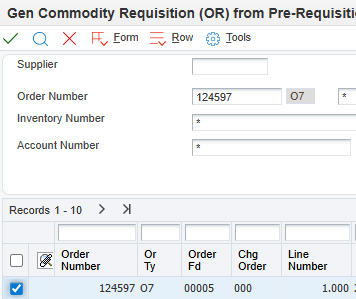 Gen Commodity Requisition (OR) from Pre-Requisiti
Form Row Tools
Supplier
Order Number 124597 O7 *
Inventory Number *
Account Number *
Records 1 - 10
Order Number Or Ty Order Fd Chg Order Line Number
124597 O7 00005 000 1.000